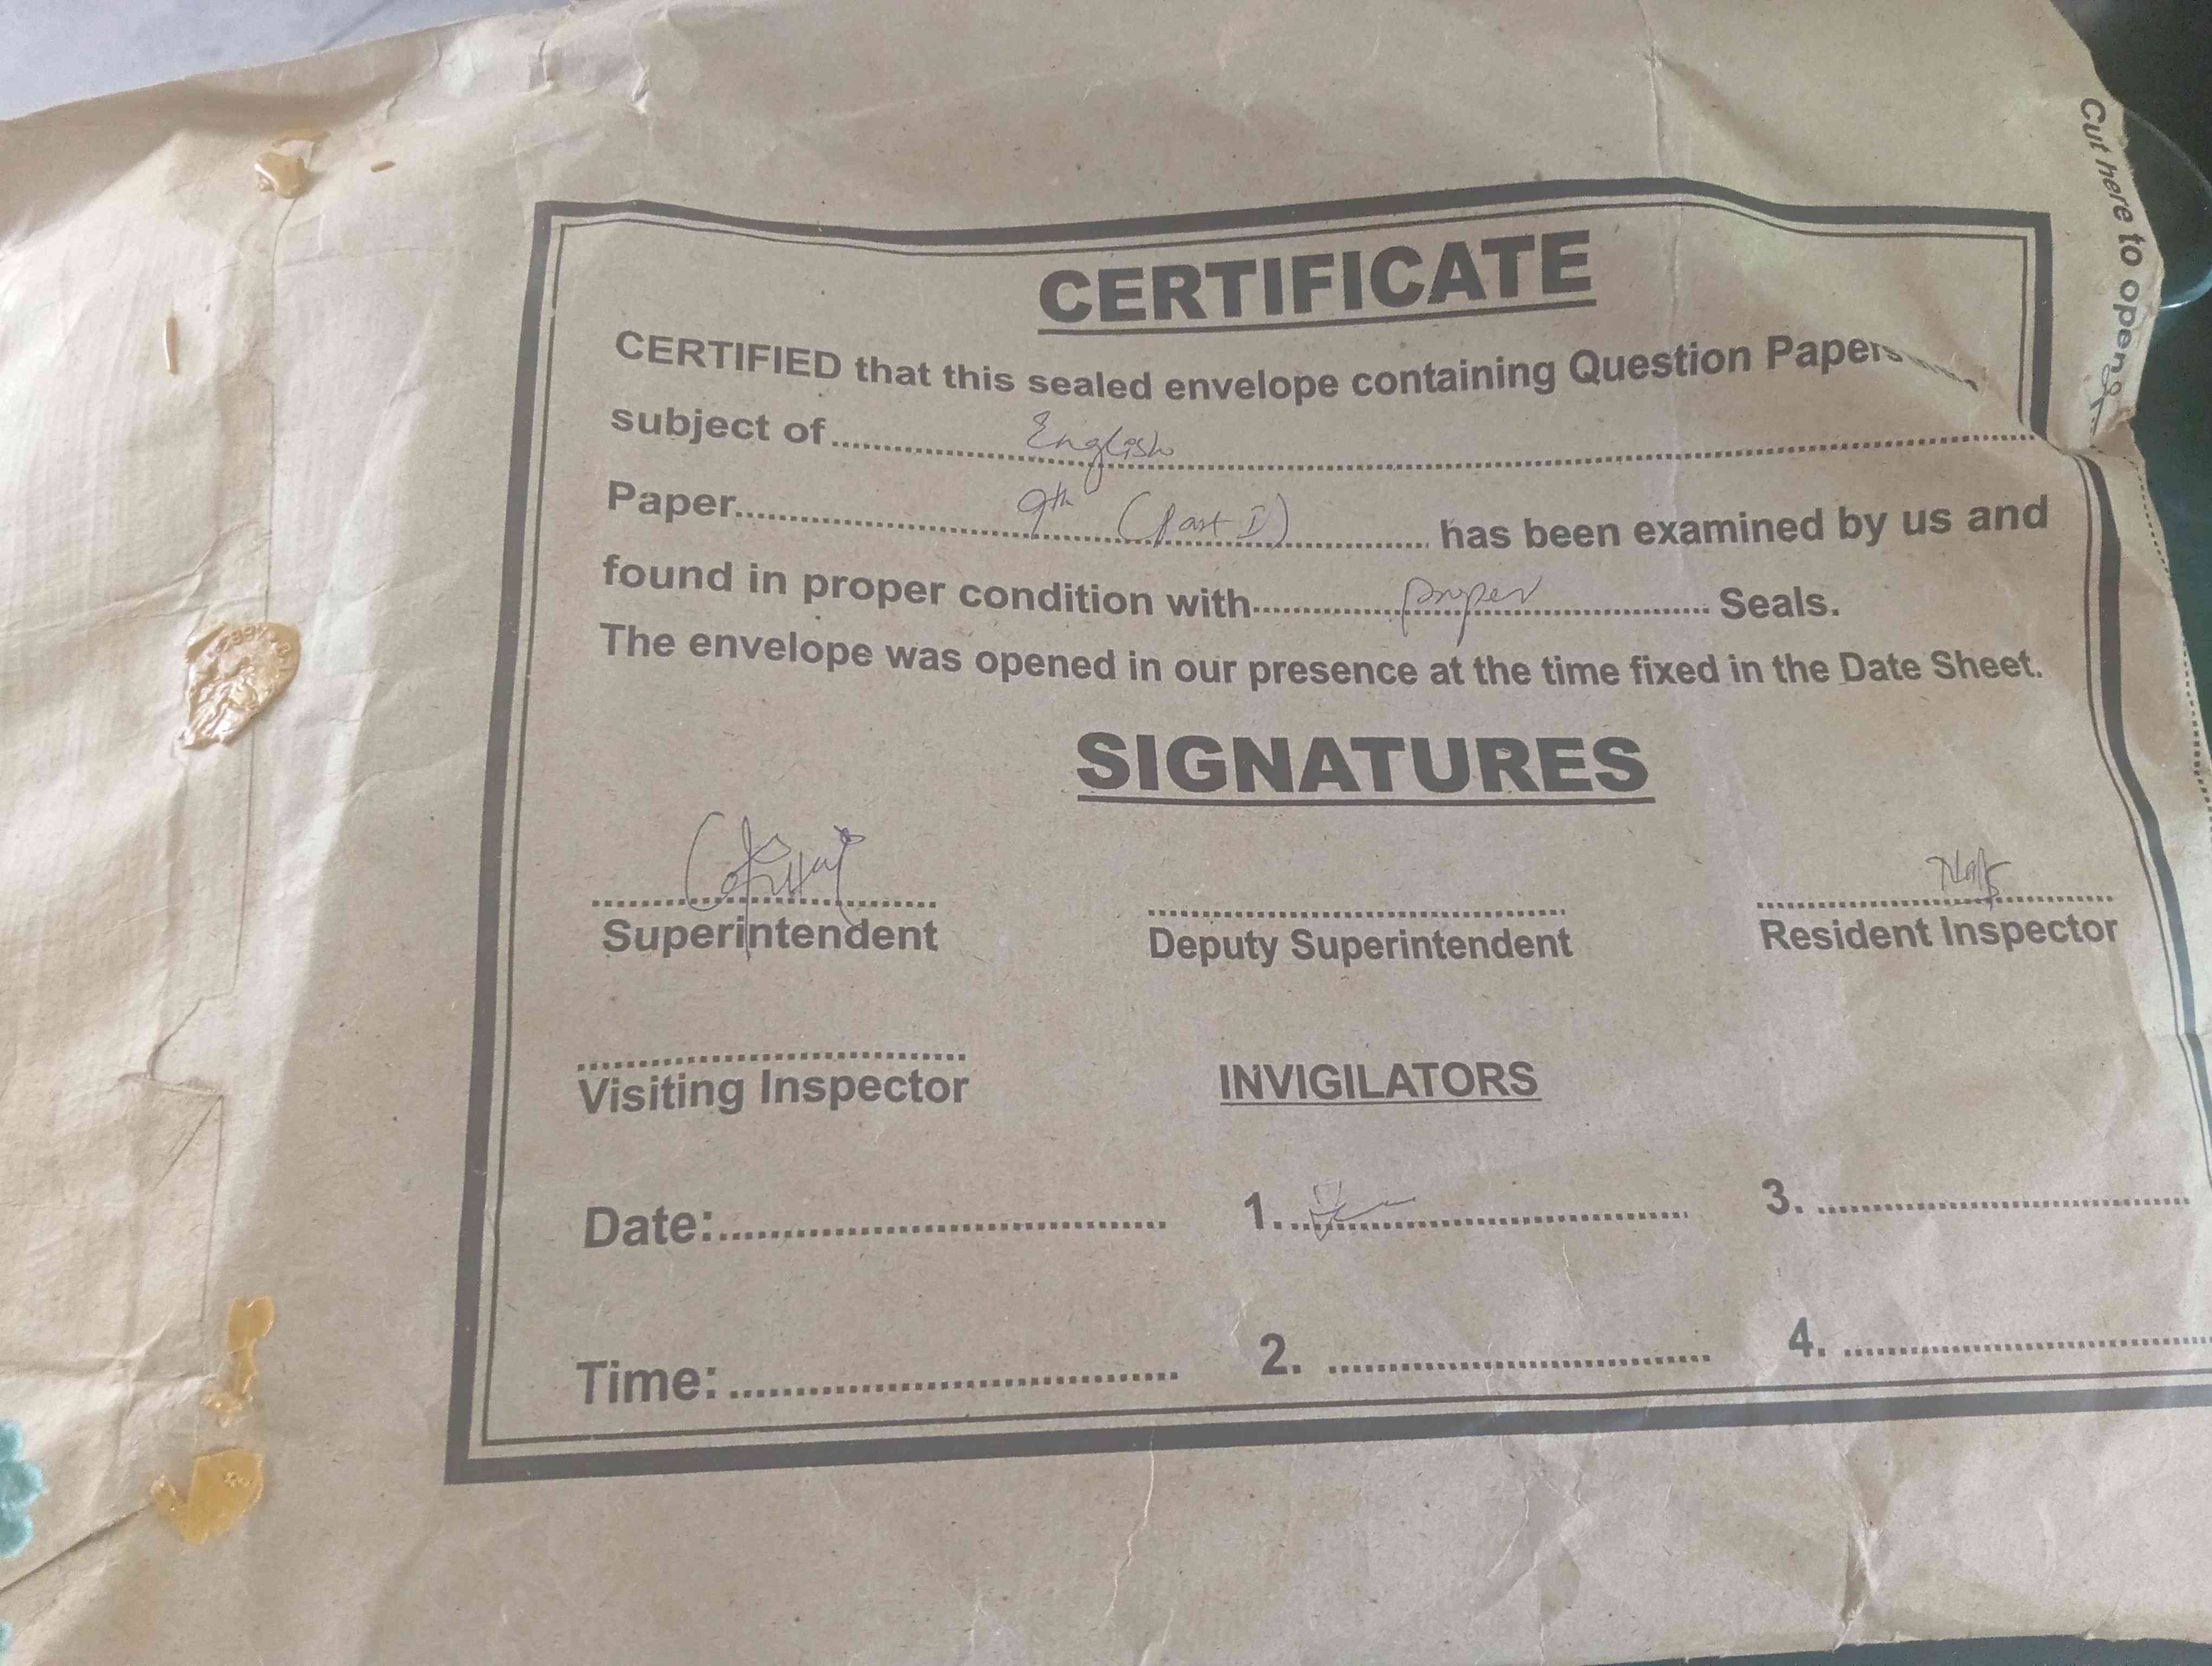 Cut here to open
CERTIFICATE
CERTIFIED that this sealed envelope containing Question Papers
subject of.......... English ..........
Paper.......... 9th (Part I) .......... has been examined by us and
found in proper condition with.......... proper .......... Seals.
The envelope was opened in our presence at the time fixed in the Date Sheet.
SIGNATURES
Superintendent Deputy Superintendent Resident Inspector
Visiting Inspector INVIGILATORS
Date:.......... 1. .......... 3. ..........
Time:.......... 2. .......... 4. ..........